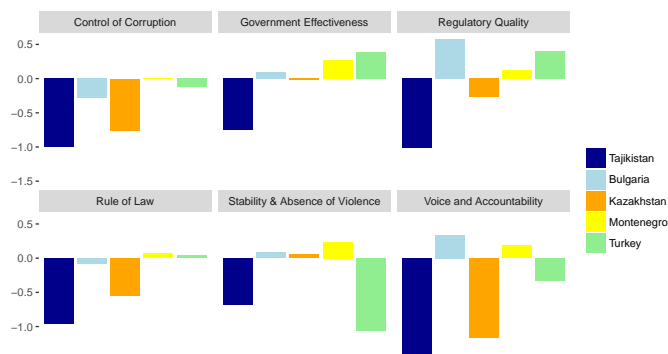 Control of Corruption
Government Effectiveness
Regulatory Quality
0.5
0.0
−0.5
−1.0
−1.5
Rule of Law
Stability & Absence of Violence
Voice and Accountability
0.5
0.0
−0.5
−1.0
Tajikistan
Bulgaria
Kazakhstan
Montenegro
Turkey